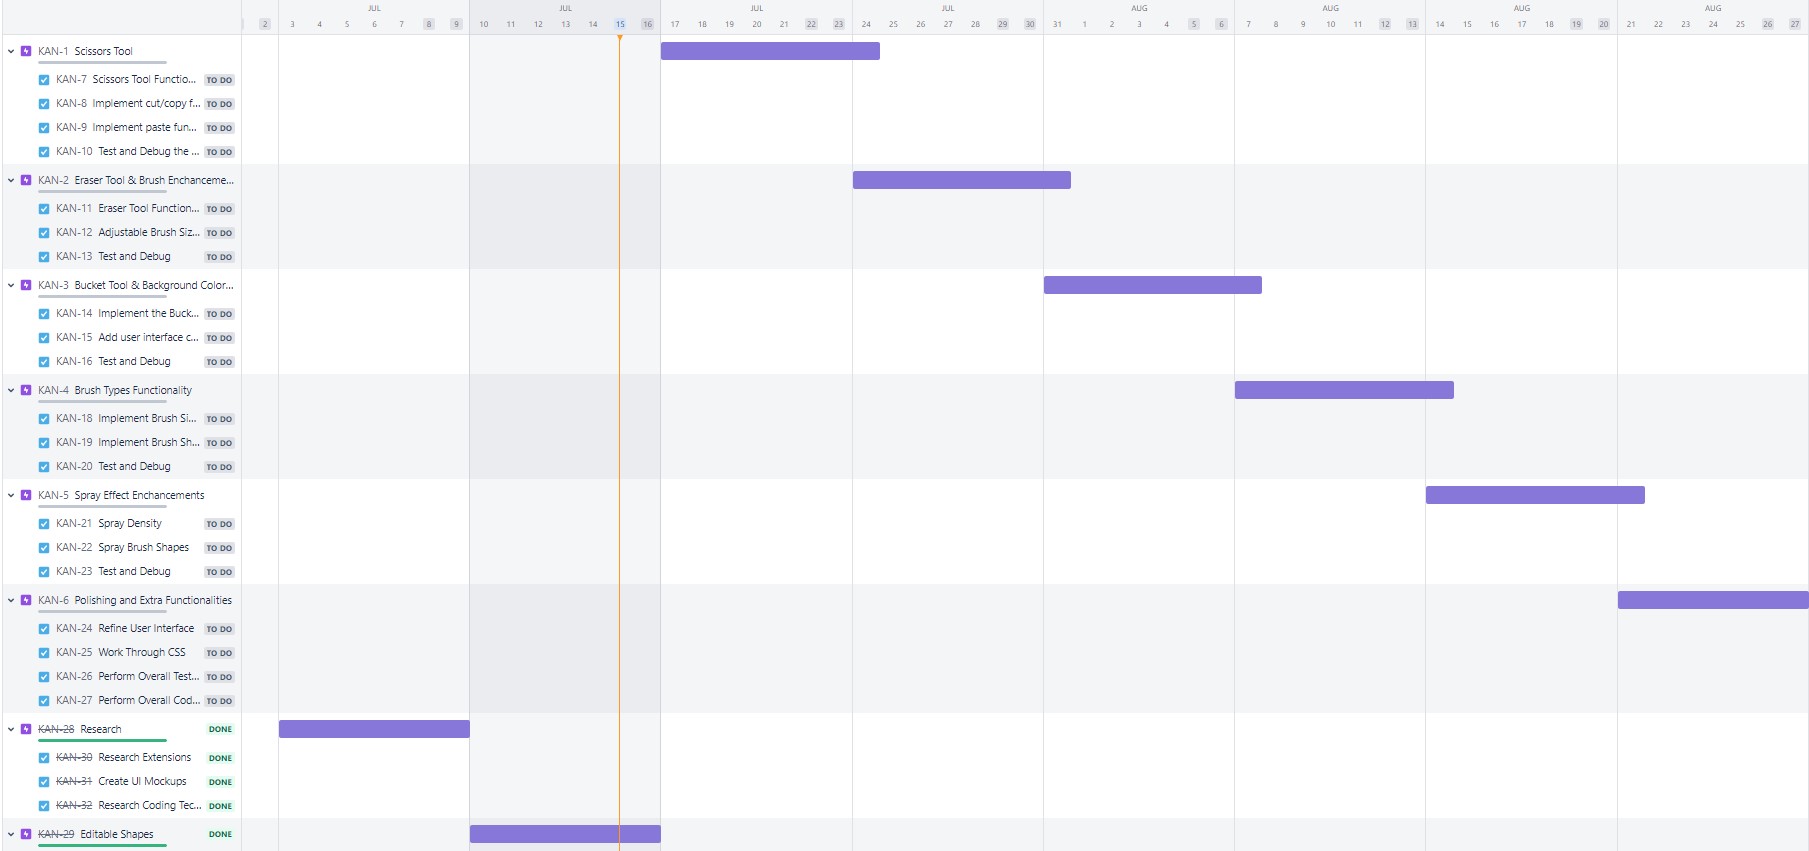 JUL JUL JUL JUL AUG AUG AUG AUG
2 3 4 5 6 7 8 9 10 11 12 13 14 15 16 17 18 19 20 21 22 23 24 25 26 27 28 29 30 31 1 2 3 4 5 6 7 8 9 10 11 12 13 14 15 16 17 18 19 20 21 22 23 24 25 26 27
KAN-1 Scissors Tool
KAN-7 Scissors Tool Functio... TO DO
KAN-8 Implement cut/copy f... TO DO
KAN-9 Implement paste fun... TO DO
KAN-10 Test and Debug the ... TO DO
KAN-2 Eraser Tool & Brush Enchanceme...
KAN-11 Eraser Tool Function... TO DO
KAN-12 Adjustable Brush Siz... TO DO
KAN-13 Test and Debug TO DO
KAN-3 Bucket Tool & Background Color...
KAN-14 Implement the Buck... TO DO
KAN-15 Add user interface c... TO DO
KAN-16 Test and Debug TO DO
KAN-4 Brush Types Functionality
KAN-18 Implement Brush Si... TO DO
KAN-19 Implement Brush Sh... TO DO
KAN-20 Test and Debug TO DO
KAN-5 Spray Effect Enchancements
KAN-21 Spray Density TO DO
KAN-22 Spray Brush Shapes TO DO
KAN-23 Test and Debug TO DO
KAN-6 Polishing and Extra Functionalities
KAN-24 Refine User Interface TO DO
KAN-25 Work Through CSS TO DO
KAN-26 Perform Overall Test... TO DO
KAN-27 Perform Overall Cod... TO DO
KAN-28 Research DONE
KAN-30 Research Extensions DONE
KAN-31 Create UI Mockups DONE
KAN-32 Research Coding Tec... DONE
KAN-29 Editable Shapes DONE